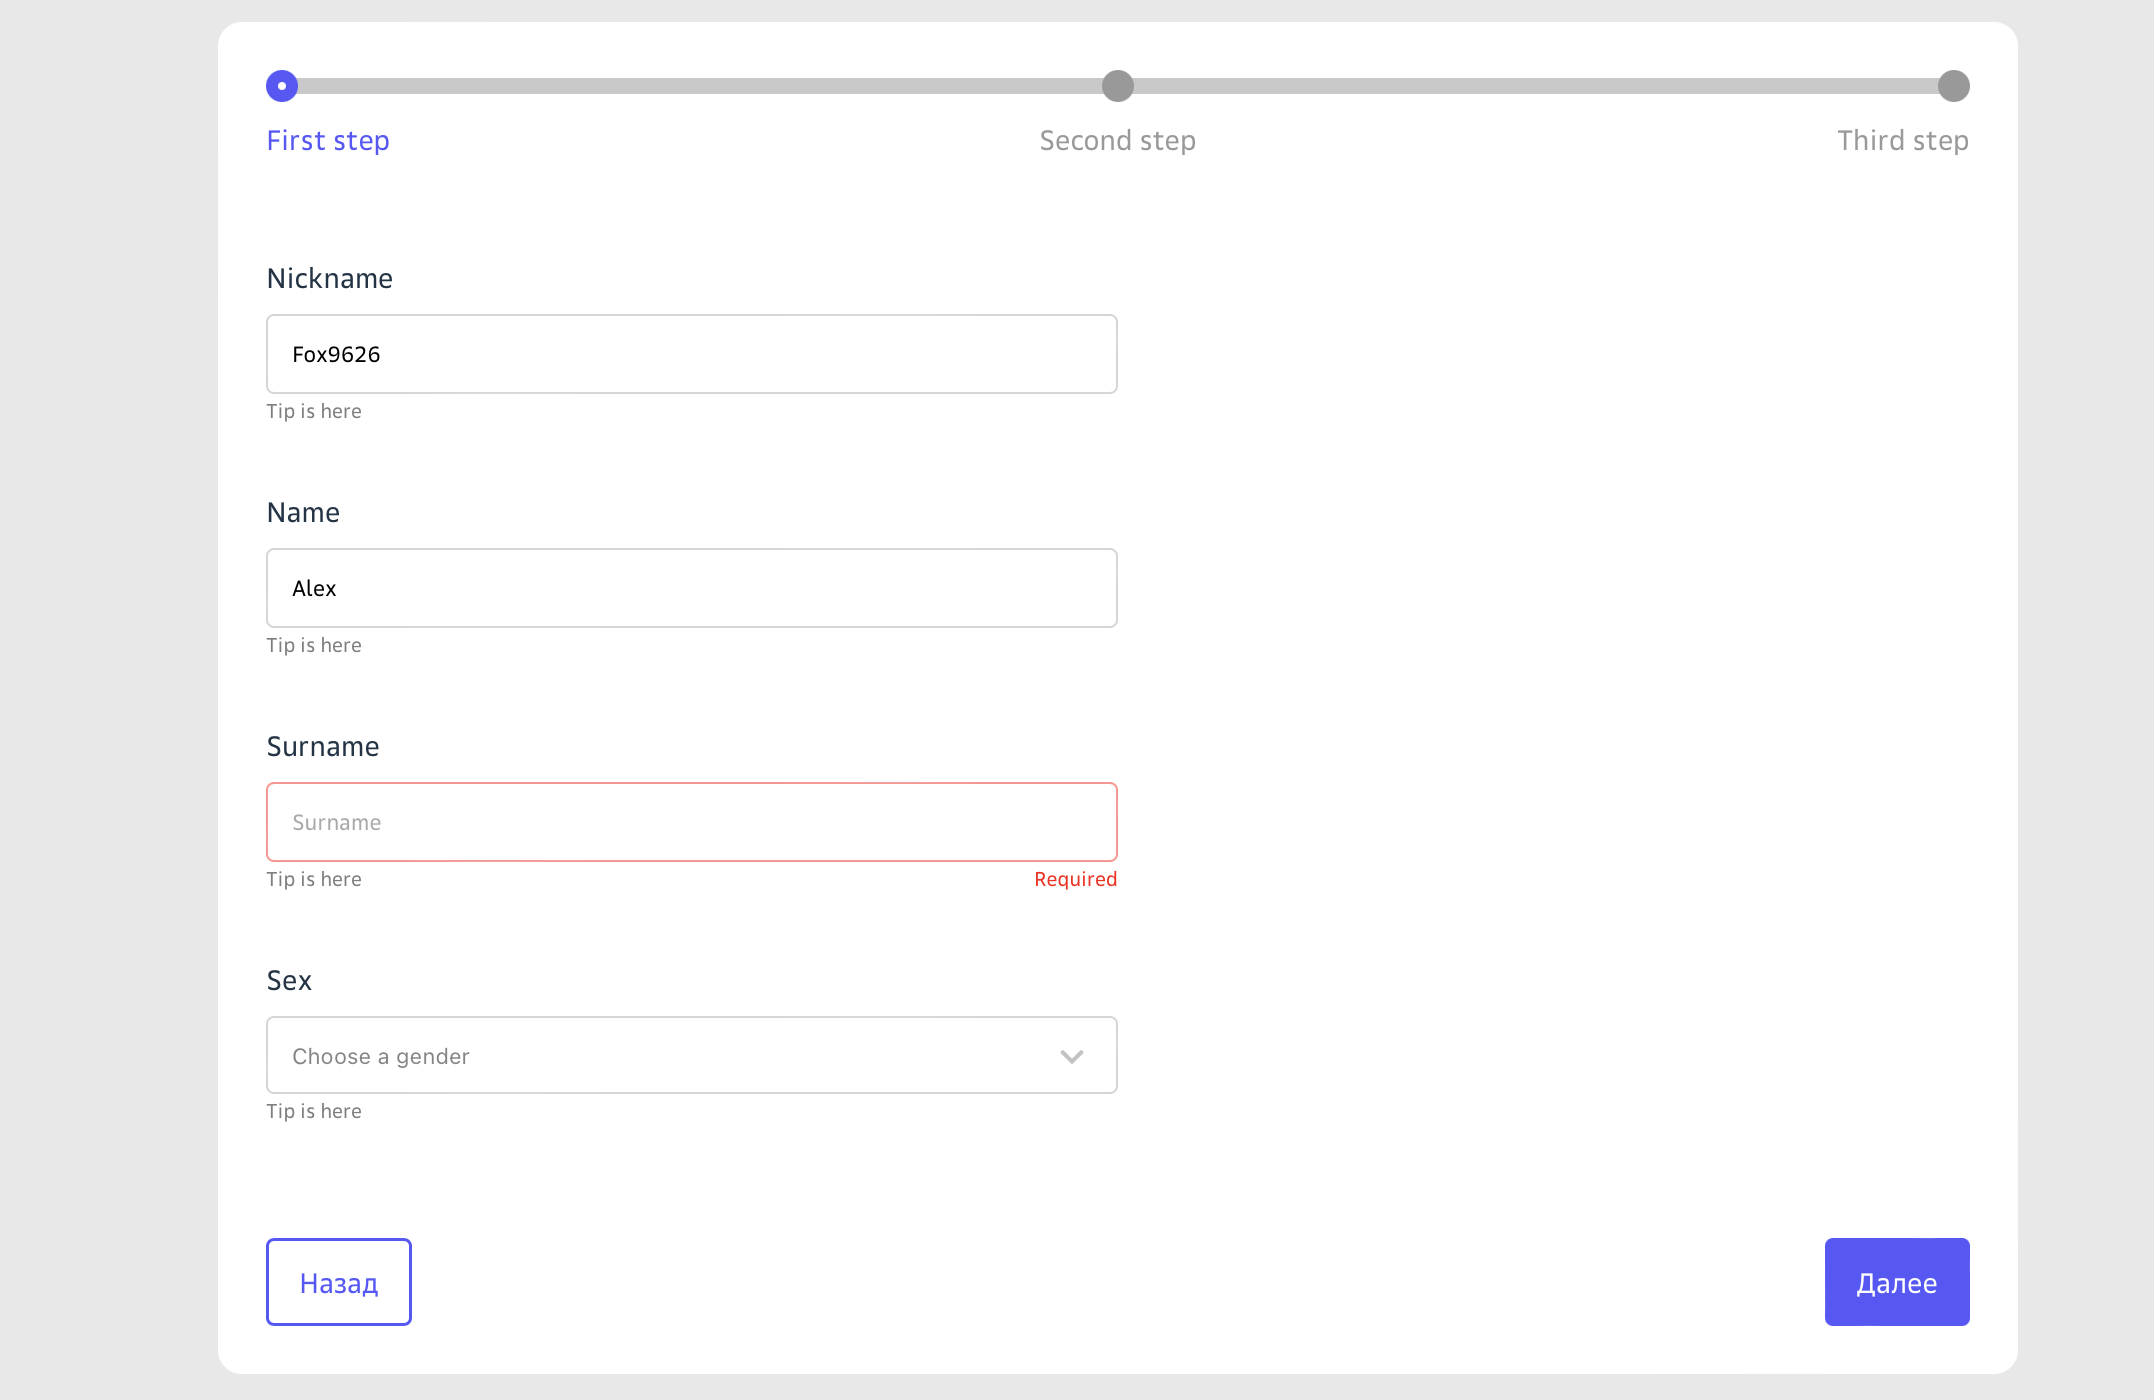 First step
Second step
Third step
Nickname
Fox9626
Tip is here
Name
Alex
Tip is here
Surname
Surname
Tip is here
Required
Sex
Choose a gender
Tip is here
Назад
Далее